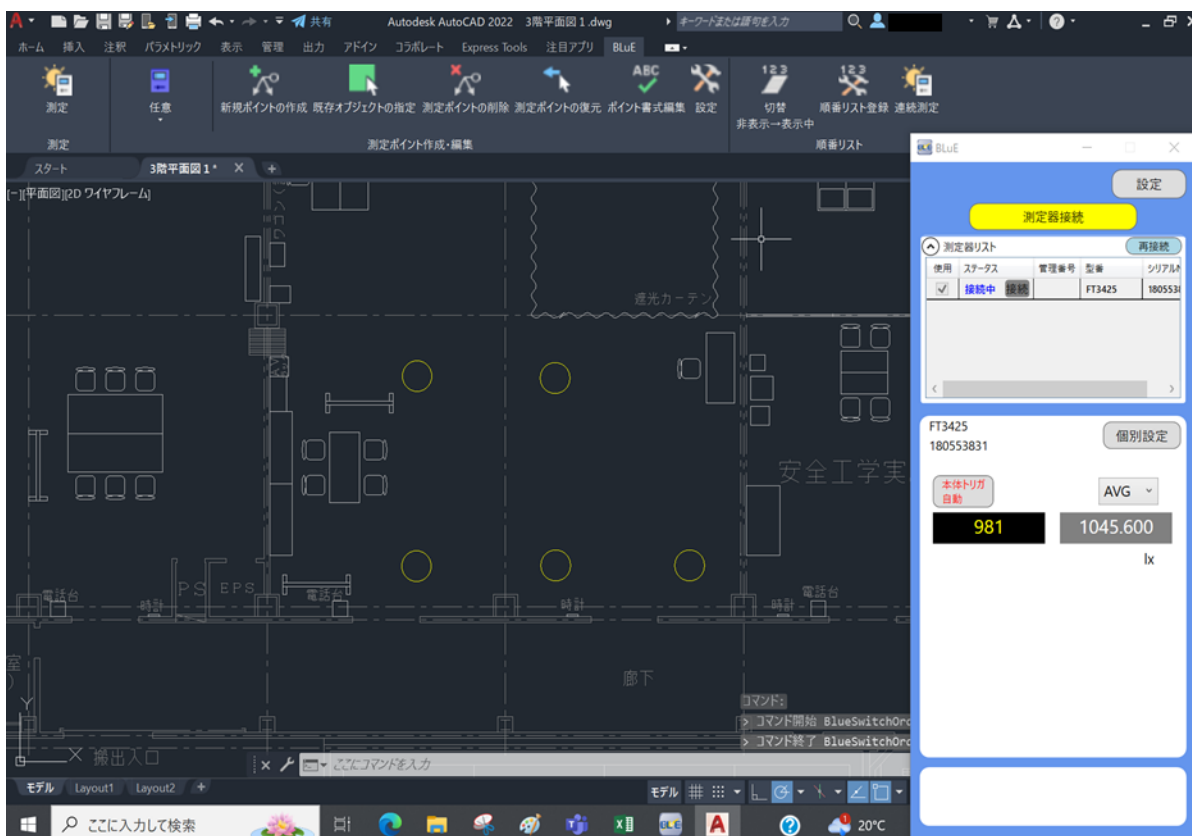 共有 Autodesk AutoCAD 2022 3階平面図 1.dwg キーワードまたは語句を入力
ホーム 挿入 注釈 パラメトリック 表示 管理 出力 アドイン コラボレート Express Tools 注目アプリ BLuE
測定 任意 新規ポイントの作成 既存オブジェクトの指定 測定ポイントの削除 測定ポイントの復元 ポイント書式編集 設定 切替 順番リスト登録 連続測定
ABC 123 123
非表示→表示中
測定 測定ポイント作成・編集 順番リスト
スタート 3階平面図 1* X +
[-][平面図][2D ワイヤフレーム]
遮光カーテン
安全工学実
PS EPS
電話台 時計 電話台 時計 時計 電話台
廊下
室
Y
X 搬出入口
コマンド:
> コマンド開始 BlueSwitchOrc
> コマンド終了 BlueSwitchOrc
ここにコマンドを入力
モデル Layout1 Layout2 + モデル
ここに入力して検索 20°C
BLuE
設定
測定器接続
測定器リスト 再接続
使用 ステータス 管理番号 型番 シリアルN
接続中 接続 FT3425 1805538
FT3425
180553831 個別設定
本体トリガ
自動 AVG
981 1045.600
lx